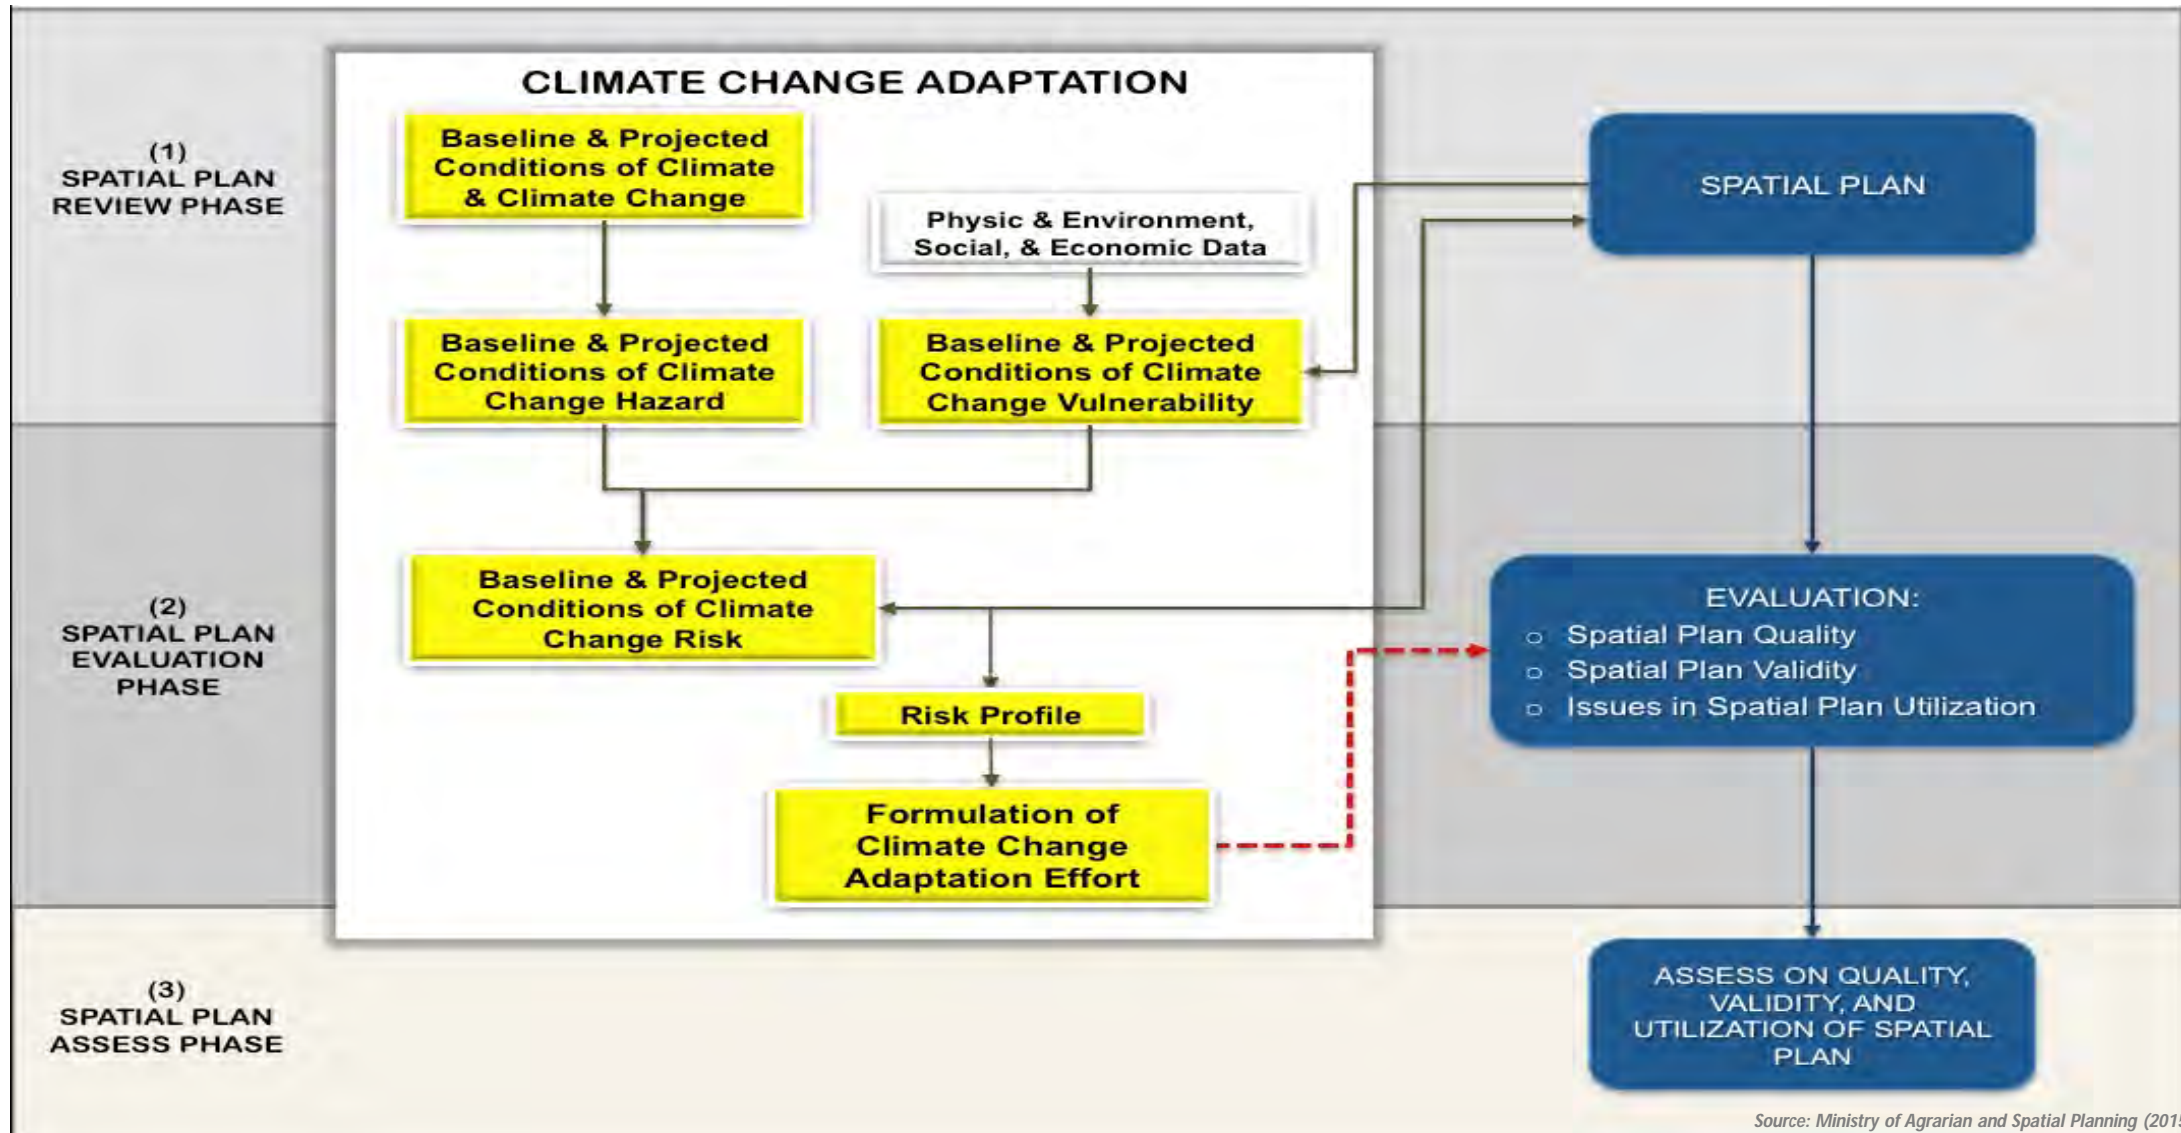 CLIMATE CHANGE ADAPTATION
(1)
SPATIAL PLAN
REVIEW PHASE
Baseline & Projected
Conditions of Climate
& Climate Change
Physic & Environment,
Social, & Economic Data
SPATIAL PLAN
Baseline & Projected
Conditions of Climate
Change Hazard
Baseline & Projected
Conditions of Climate
Change Vulnerability
(2)
SPATIAL PLAN
EVALUATION
PHASE
Baseline & Projected
Conditions of Climate
Change Risk
Risk Profile
Formulation of
Climate Change
Adaptation Effort
EVALUATION:
o Spatial Plan Quality
o Spatial Plan Validity
o Issues in Spatial Plan Utilization
(3)
SPATIAL PLAN
ASSESS PHASE
ASSESS ON QUALITY,
VALIDITY, AND
UTILIZATION OF SPATIAL
PLAN
Source: Ministry of Agrarian and Spatial Planning